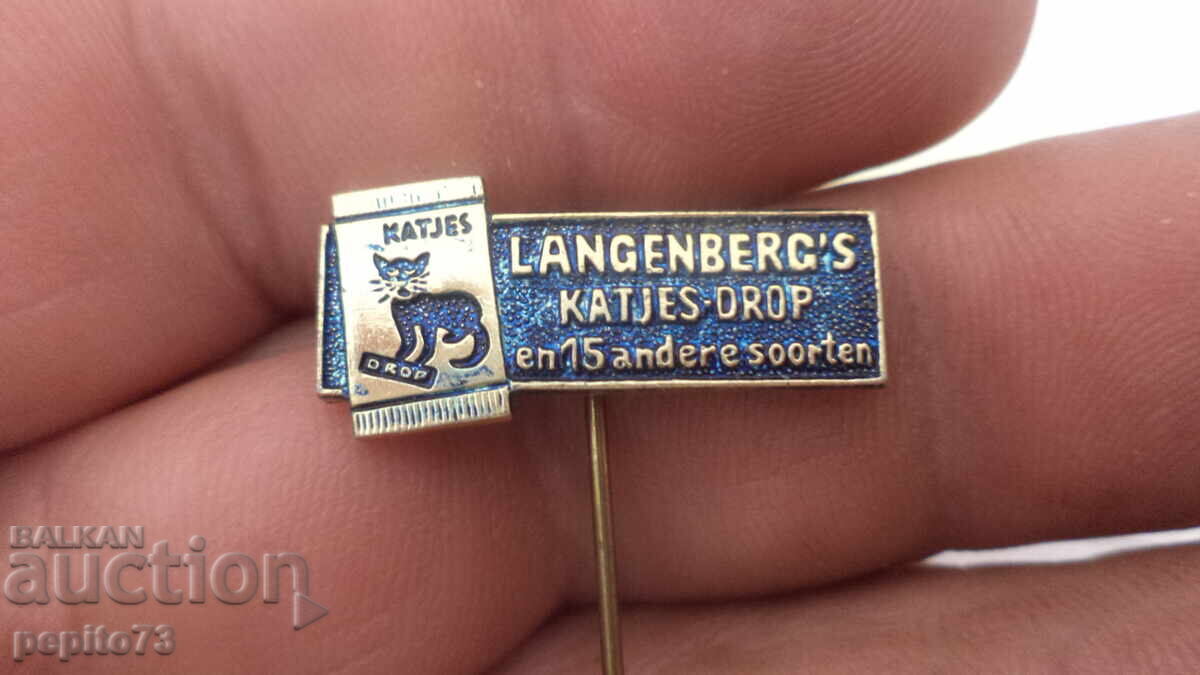 KATJES
DROP
LANGENBERG'S
KATJES-DROP
en 15 andere soorten
BALKAN
auction
pepito73